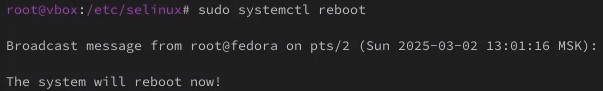 root@vbox:/etc/selinux# sudo systemctl reboot
Broadcast message from root@fedora on pts/2 (Sun 2025-03-02 13:01:16 MSK):
The system will reboot now!